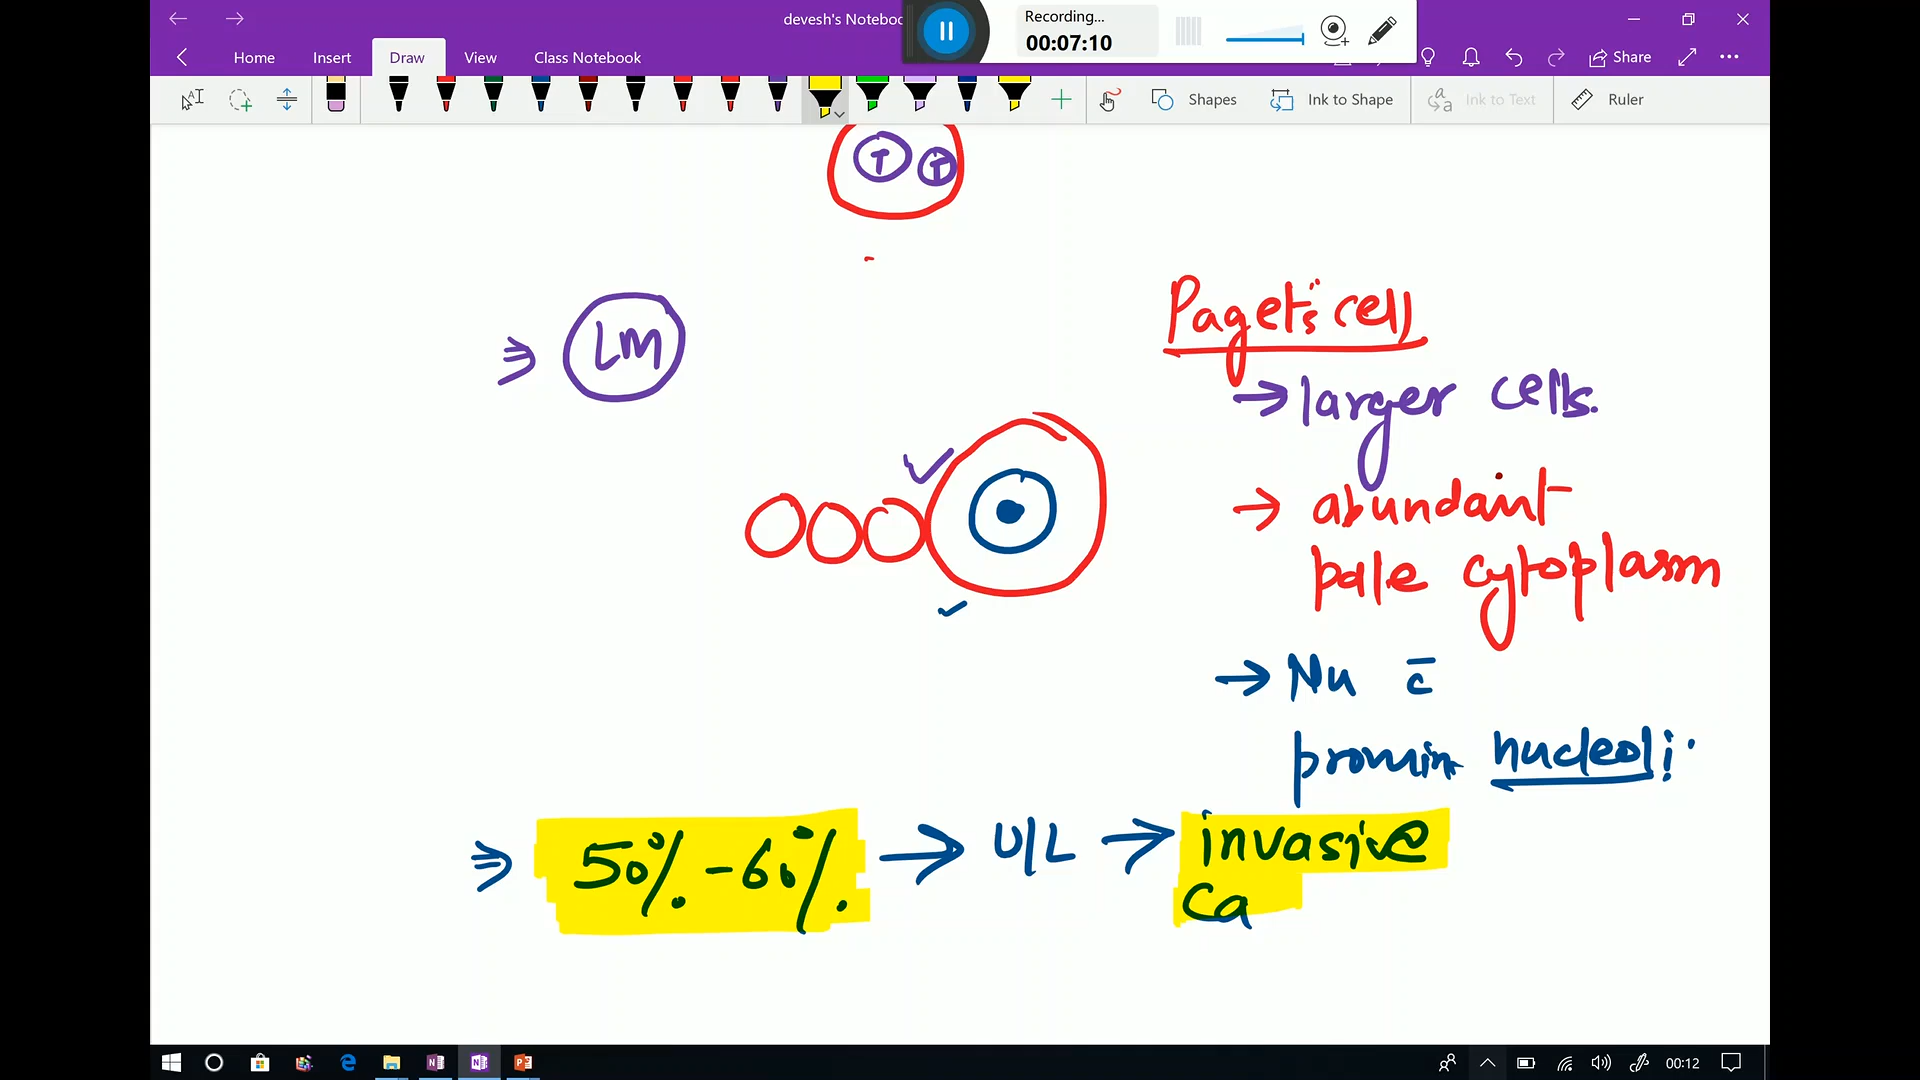 devesh's Noteboo
Recording...
00:07:10
Home Insert Draw View Class Notebook
Share
Shapes Ink to Shape Ink to Text Ruler
T T
LM
Paget's cell
→ larger cells.
→ abundant
pale cytoplasm
→ Nu c̄
promin nucleoli
⇒ 50% - 60% → U/L → invasive
Ca
00:12